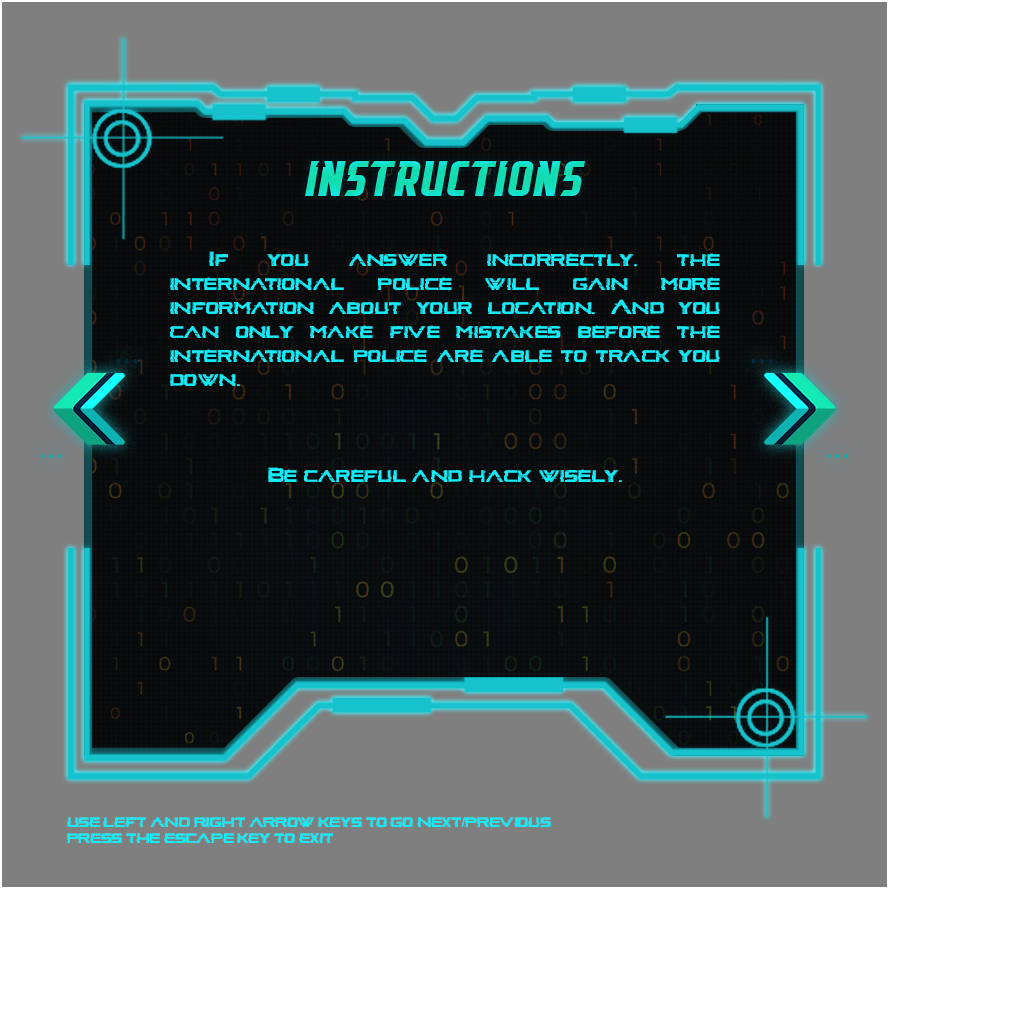 INSTRUCTIONS
If you answer incorrectly. the
international police will gain more
information about your location. And you
can only make five mistakes before the
international police are able to track you
down.
Be careful and hack wisely.
USE LEFT AND RIGHT ARROW KEYS TO GO NEXT/PREVIOUS
PRESS THE ESCAPE KEY TO EXIT